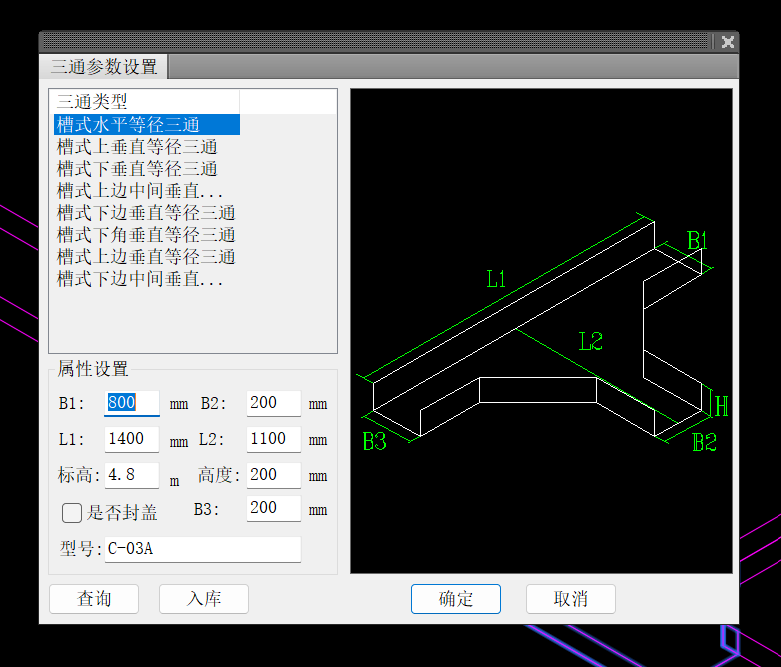 三通参数设置
三通类型
槽式水平等径三通
槽式上垂直等径三通
槽式下垂直等径三通
槽式上边中间垂直...
槽式下边垂直等径三通
槽式下角垂直等径三通
槽式上边垂直等径三通
槽式下边中间垂直...
属性设置
B1: 800 mm B2: 200 mm
L1: 1400 mm L2: 1100 mm
标高: 4.8 m 高度: 200 mm
是否封盖 B3: 200 mm
型号: C-03A
查询 入库
B1
L1
L2
H
B3
B2
确定 取消